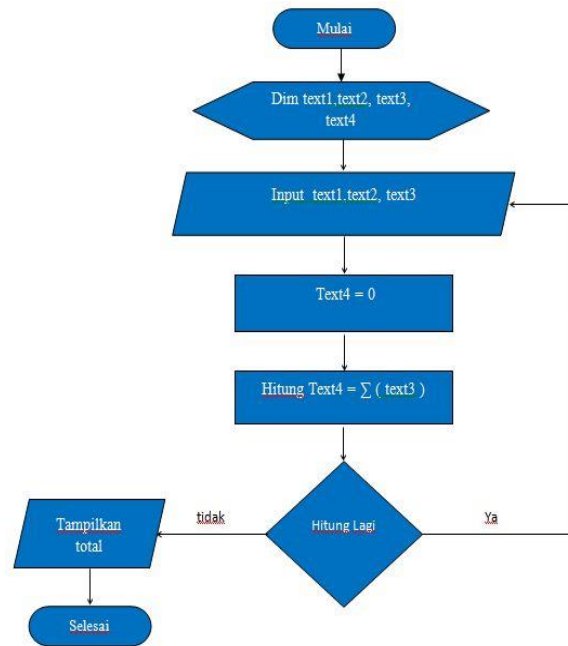 Mulai
Dim text1,text2, text3,
text4
Input text1,text2, text3
Text4 = 0
Hitung Text4 = ∑ ( text3 )
Hitung Lagi
tidak
Ya
Tampilkan
total
Selesai